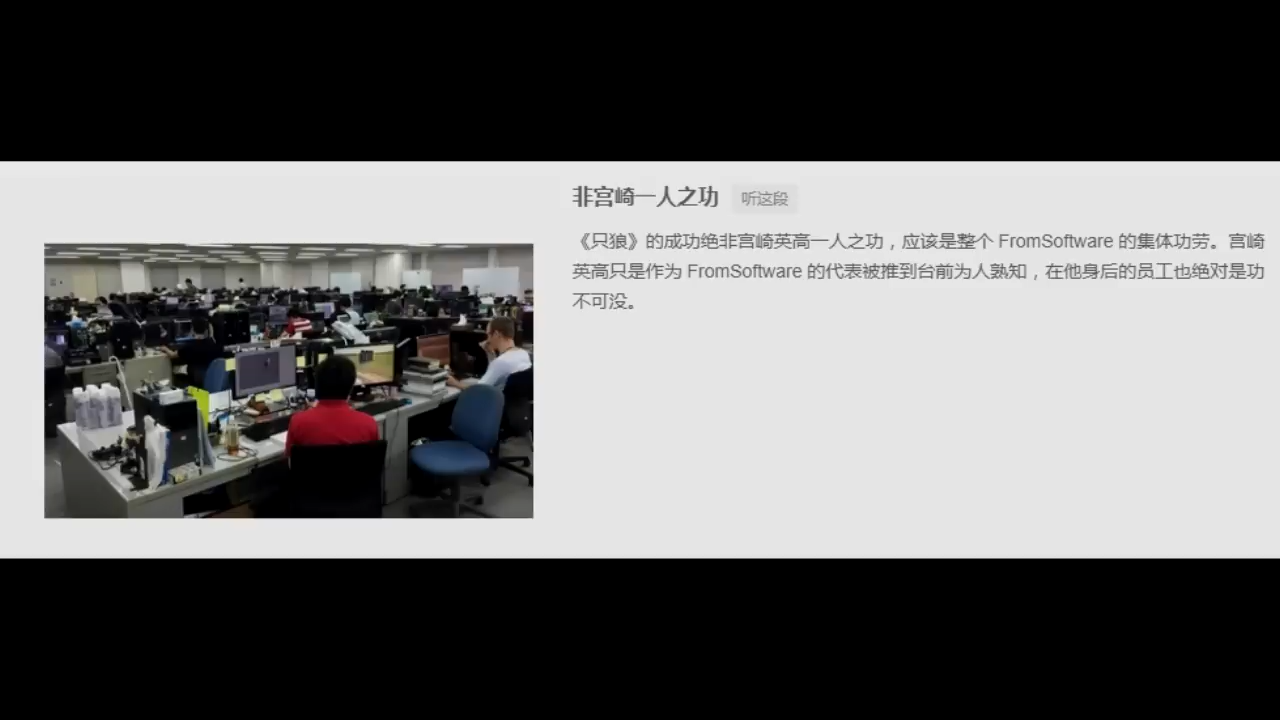 非宫崎一人之功 听这段
《只狼》的成功绝非宫崎英高一人之功，应该是整个 FromSoftware 的集体功劳。宫崎
英高只是作为 FromSoftware 的代表被推到台前为人熟知，在他身后的员工也绝对是功
不可没。